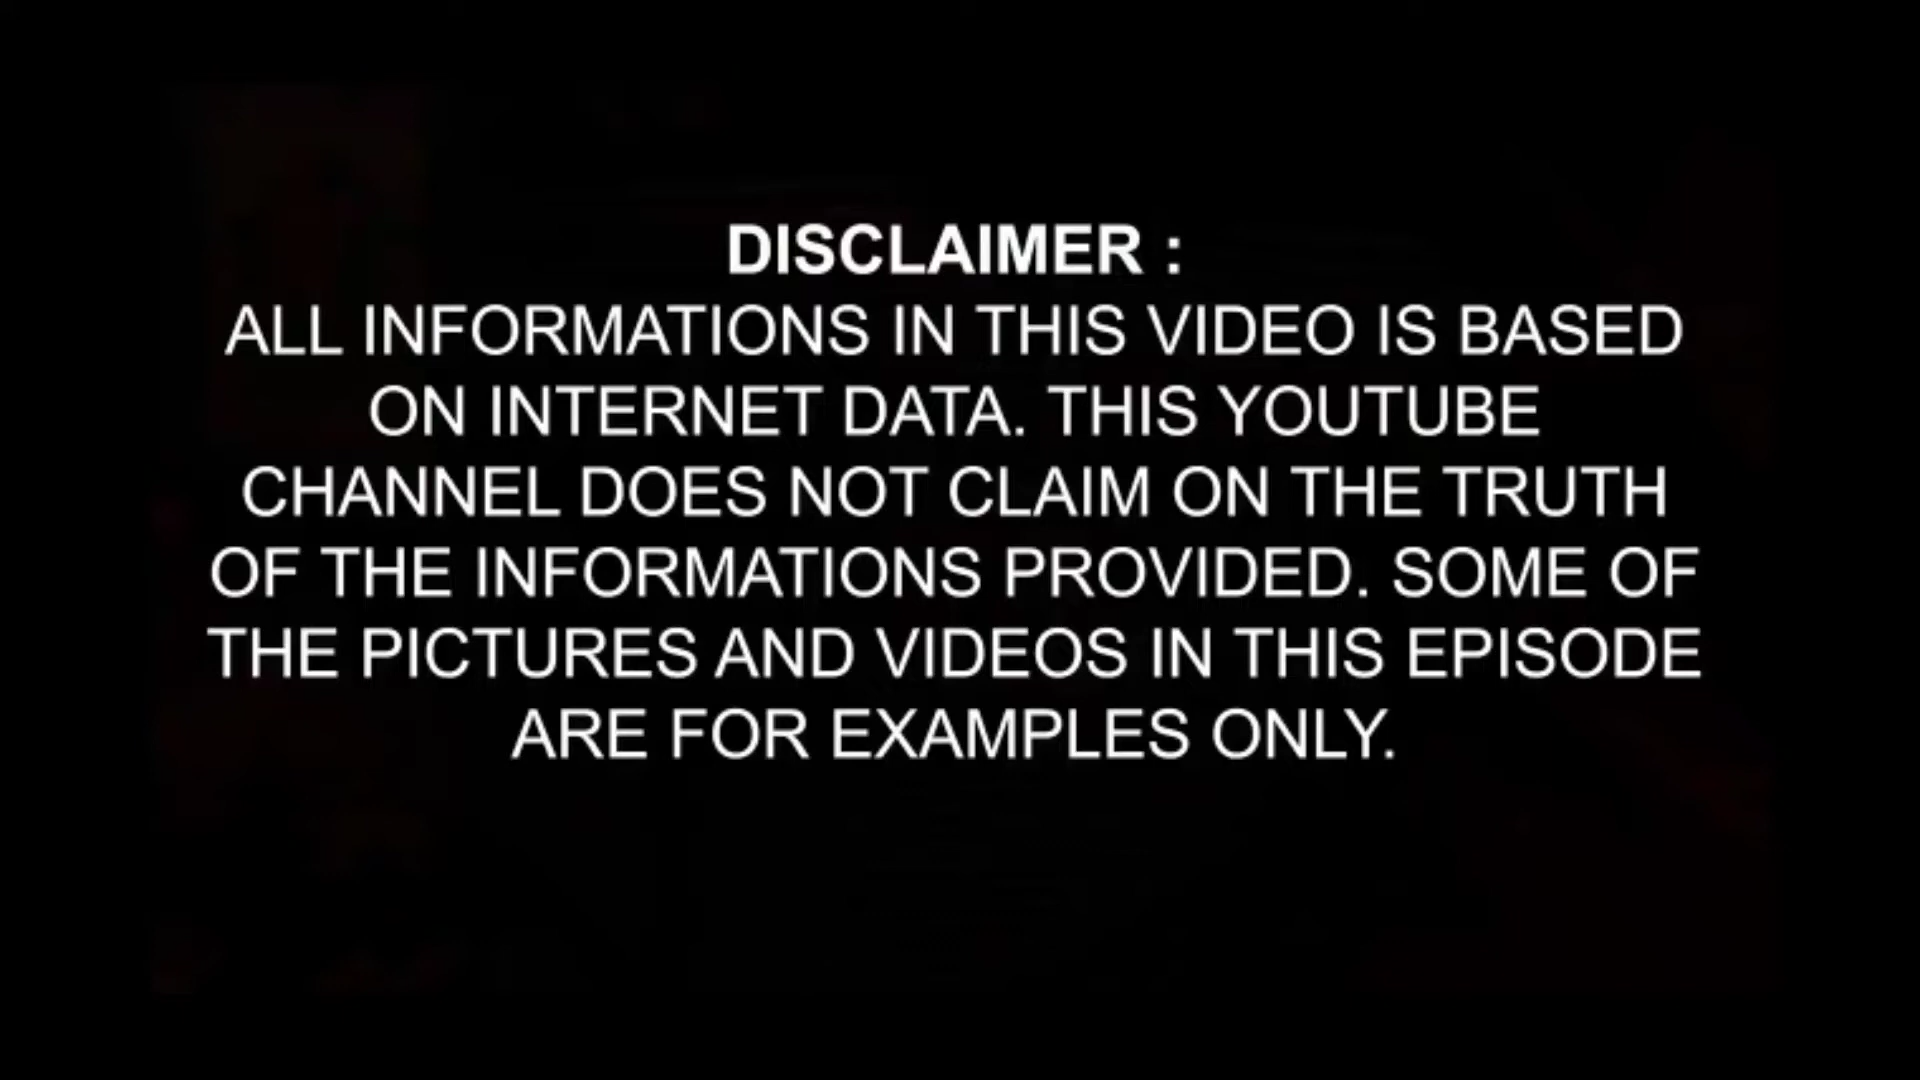 DISCLAIMER :
ALL INFORMATIONS IN THIS VIDEO IS BASED
ON INTERNET DATA. THIS YOUTUBE
CHANNEL DOES NOT CLAIM ON THE TRUTH
OF THE INFORMATIONS PROVIDED. SOME OF
THE PICTURES AND VIDEOS IN THIS EPISODE
ARE FOR EXAMPLES ONLY.